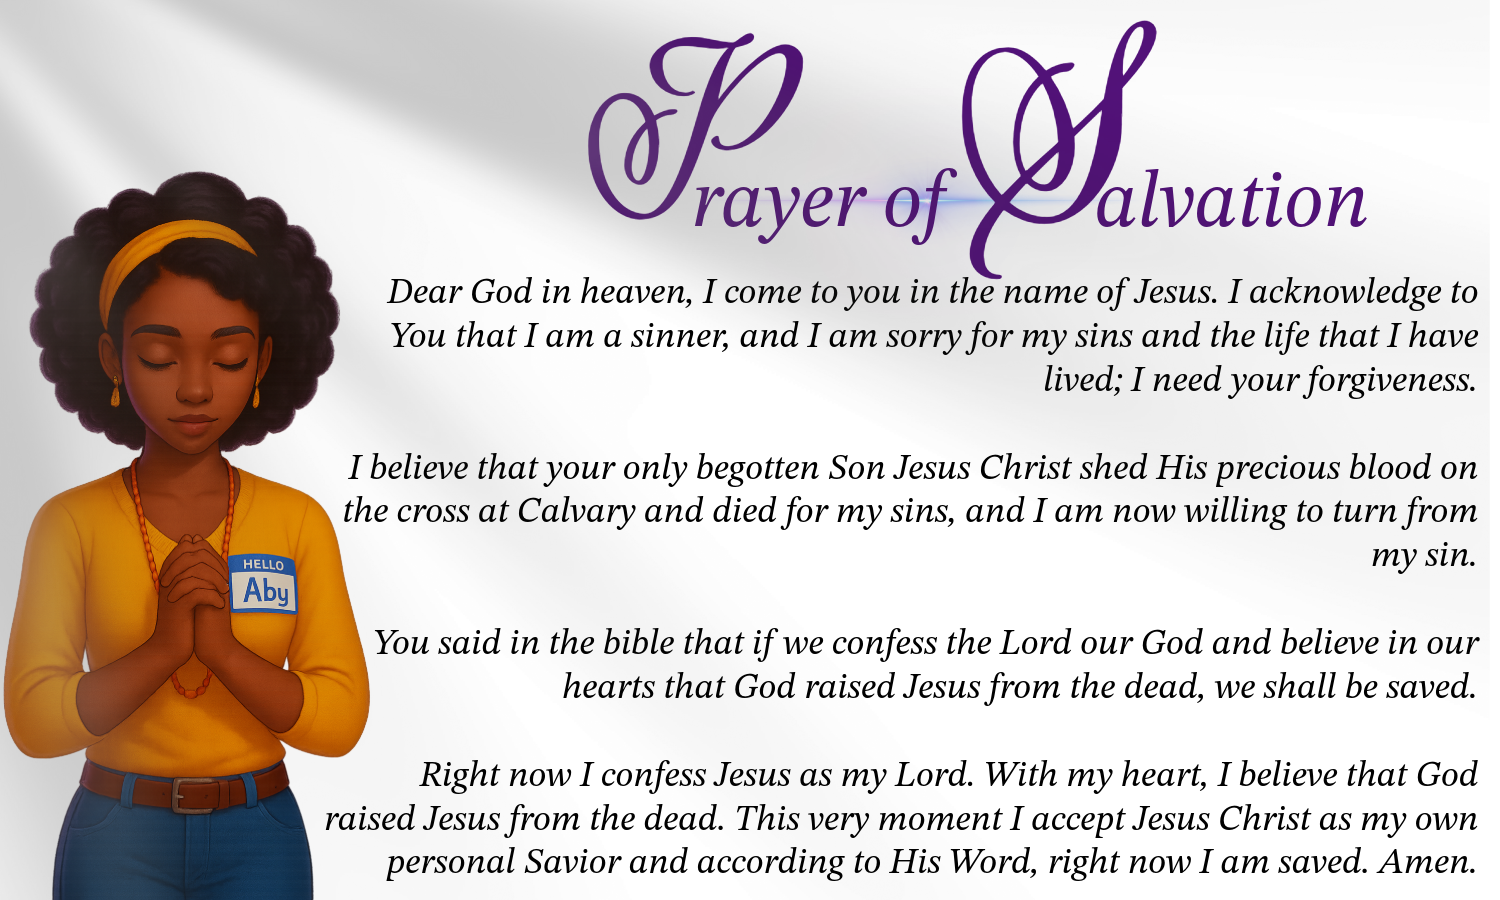 Prayer of Salvation
Dear God in heaven, I come to you in the name of Jesus. I acknowledge to
You that I am a sinner, and I am sorry for my sins and the life that I have
lived; I need your forgiveness.
I believe that your only begotten Son Jesus Christ shed His precious blood on
the cross at Calvary and died for my sins, and I am now willing to turn from
my sin.
HELLO
Aby
You said in the bible that if we confess the Lord our God and believe in our
hearts that God raised Jesus from the dead, we shall be saved.
Right now I confess Jesus as my Lord. With my heart, I believe that God
raised Jesus from the dead. This very moment I accept Jesus Christ as my own
personal Savior and according to His Word, right now I am saved. Amen.